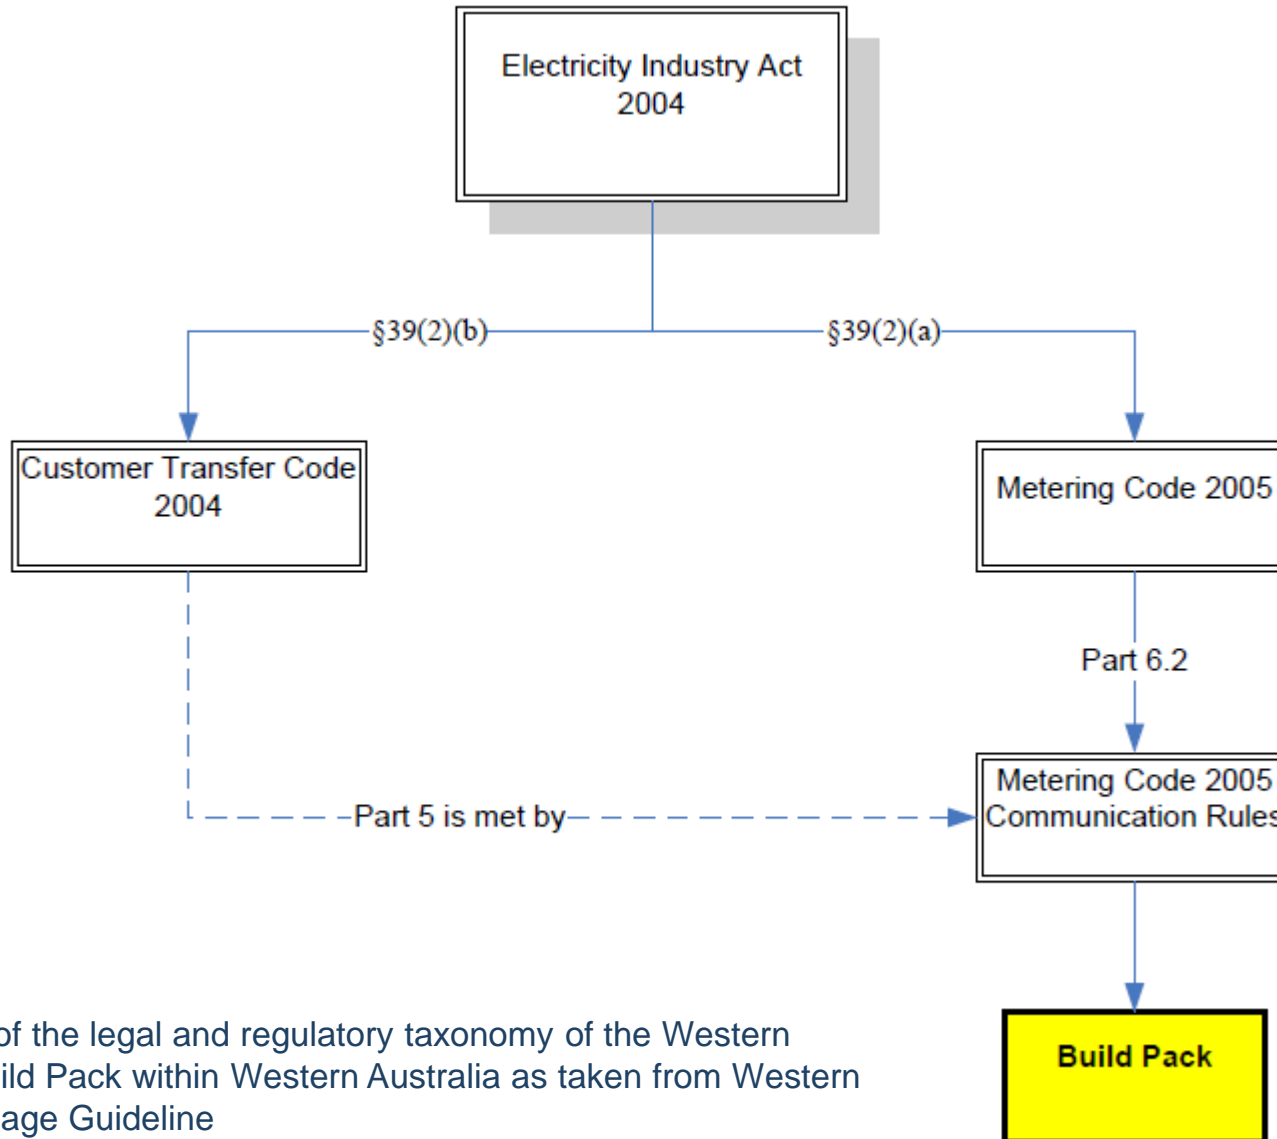 Electricity Industry Act
2004
§39(2)(b)
§39(2)(a)
Customer Transfer Code
2004
Metering Code 2005
Part 6.2
Metering Code 2005
Communication Rules
Part 5 is met by
Build Pack
of the legal and regulatory taxonomy of the Western
ild Pack within Western Australia as taken from Western
age Guideline